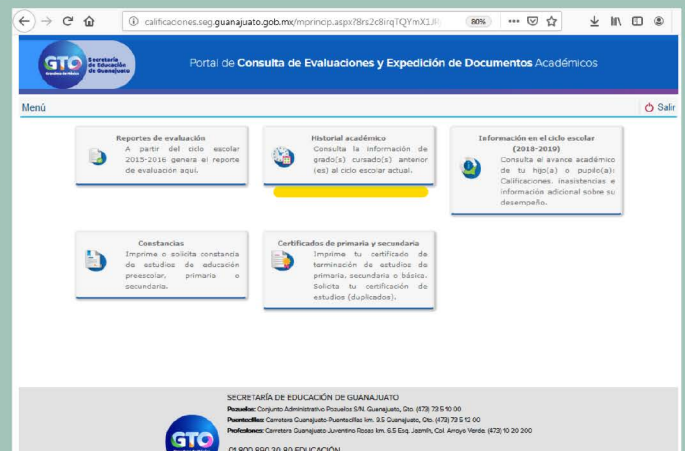 calificaciones.seg.guanajuato.gob.mx/mprincip.aspx?8rs2c8irqTQYmX1JR
80%
GTO
Secretaría
de Educación
de Guanajuato
Portal de Consulta de Evaluaciones y Expedición de Documentos Académicos
Menú
Salir
Reportes de evaluación
A partir del ciclo escolar
2015-2016 genera el reporte
de evaluación aquí.
Historial académico
Consulta la información de
grado(s) cursado(s) anterior
(es) al ciclo escolar actual.
Información en el ciclo escolar
(2018-2019)
Consulta el avance académico
de tu hijo(a) o pupilo(a):
Calificaciones, inasistencias e
información adicional sobre su
desempeño.
Constancias
Imprime o solicita constancia
de estudios de educación
preescolar, primaria o
secundaria.
Certificados de primaria y secundaria
Imprime tu certificado de
terminación de estudios de
primaria, secundaria o básica.
Solicita tu certificación de
estudios (duplicados).
SECRETARÍA DE EDUCACIÓN DE GUANAJUATO
Pozuelos: Conjunto Administrativo Pozuelos S/N. Guanajuato, Gto. (473) 73 5 10 00
Puentecillas: Carretera Guanajuato-Puentecillas km. 9.5 Guanajuato, Gto. (473) 73 5 12 00
Profesiones: Carretera Guanajuato Juventino Rosas km. 6.5 Esq. Jazmín, Col. Arroyo Verde. (473) 10 20 200
GTO
01 800 890 30 80 EDUCACIÓN